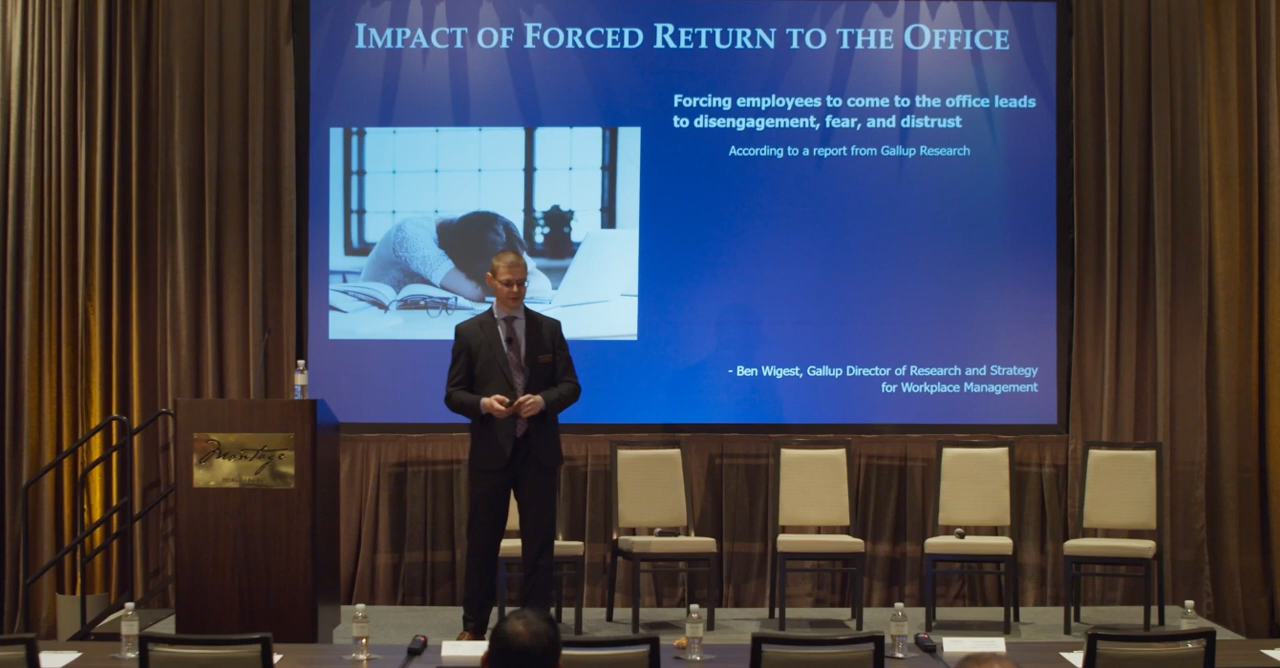 IMPACT OF FORCED RETURN TO THE OFFICE
Forcing employees to come to the office leads
to disengagement, fear, and distrust
According to a report from Gallup Research
- Ben Wigest, Gallup Director of Research and Strategy
for Workplace Management
Montage